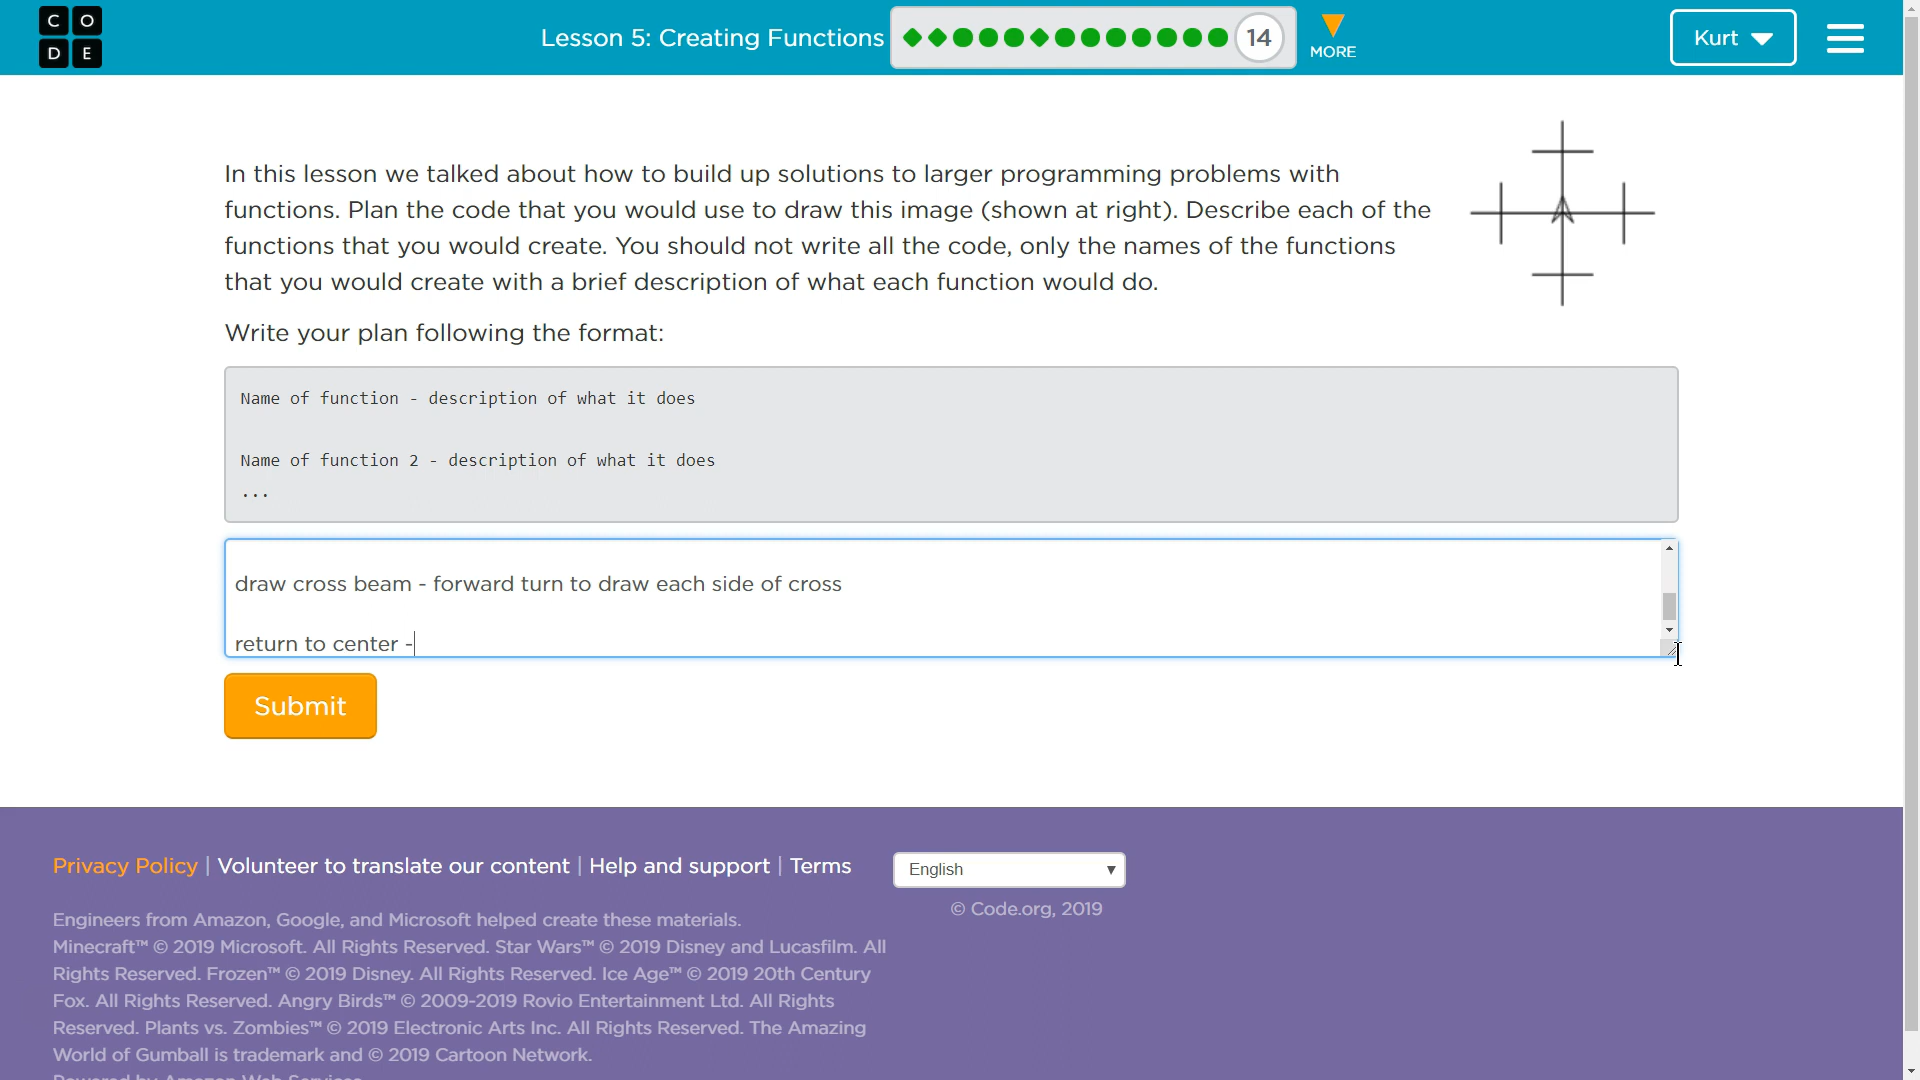 CODE
Lesson 5: Creating Functions
14
MORE
Kurt
In this lesson we talked about how to build up solutions to larger programming problems with
functions. Plan the code that you would use to draw this image (shown at right). Describe each of the
functions that you would create. You should not write all the code, only the names of the functions
that you would create with a brief description of what each function would do.
Write your plan following the format:
Name of function - description of what it does
Name of function 2 - description of what it does
...
draw cross beam - forward turn to draw each side of cross
return to center -
Submit
Privacy Policy | Volunteer to translate our content | Help and support | Terms
English
© Code.org, 2019
Engineers from Amazon, Google, and Microsoft helped create these materials.
Minecraft™ © 2019 Microsoft. All Rights Reserved. Star Wars™ © 2019 Disney and Lucasfilm. All
Rights Reserved. Frozen™ © 2019 Disney. All Rights Reserved. Ice Age™ © 2019 20th Century
Fox. All Rights Reserved. Angry Birds™ © 2009-2019 Rovio Entertainment Ltd. All Rights
Reserved. Plants vs. Zombies™ © 2019 Electronic Arts Inc. All Rights Reserved. The Amazing
World of Gumball is trademark and © 2019 Cartoon Network.
Powered by Amazon Web Services